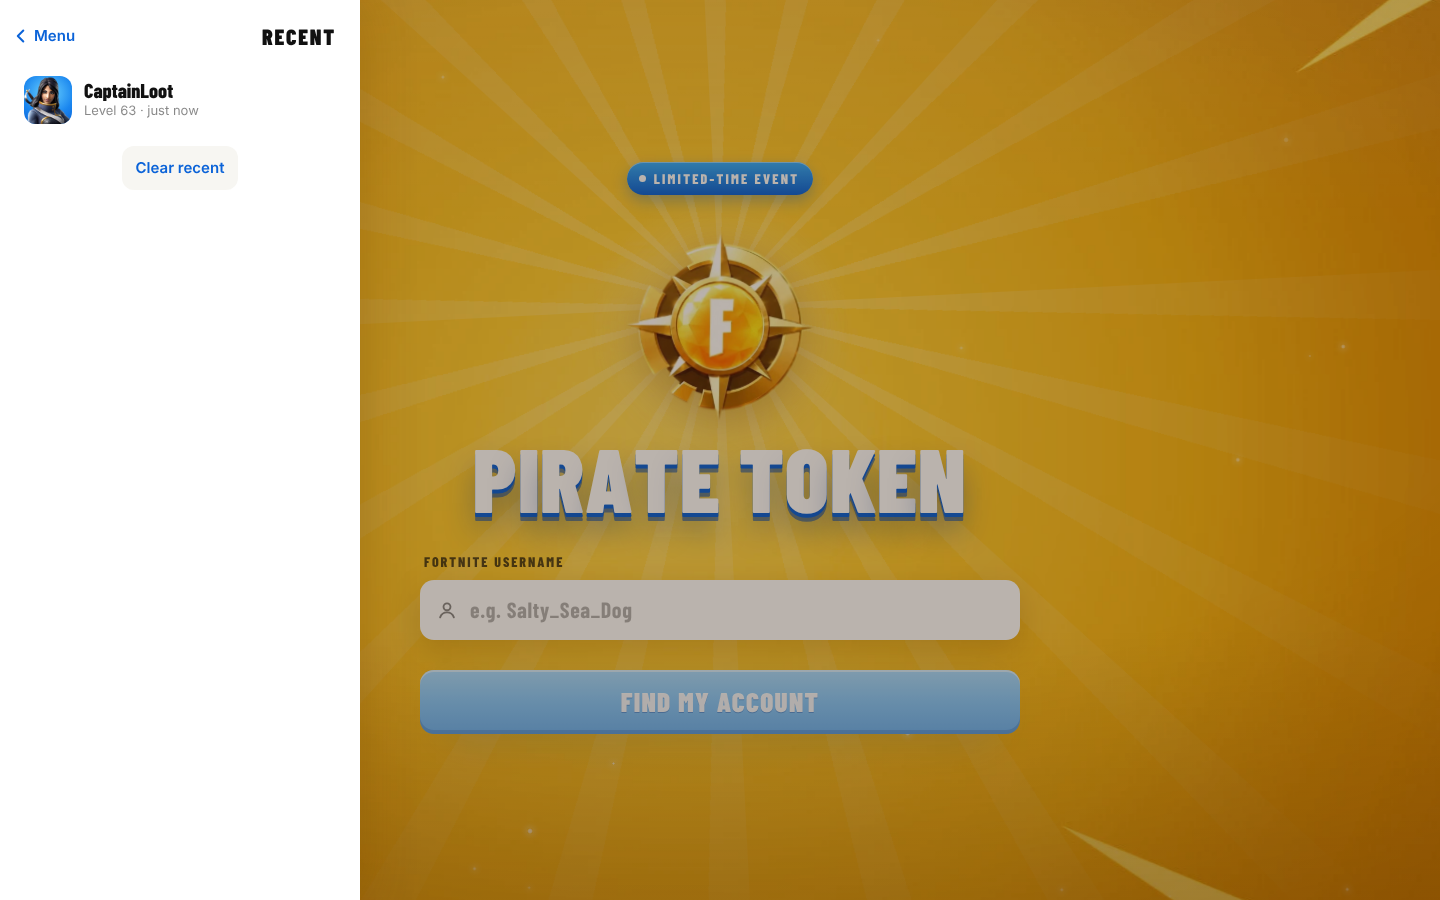 Menu
RECENT
CaptainLoot
Level 63 · just now
Clear recent
LIMITED-TIME EVENT
F
PIRATE TOKEN
FORTNITE USERNAME
e.g. Salty_Sea_Dog
FIND MY ACCOUNT